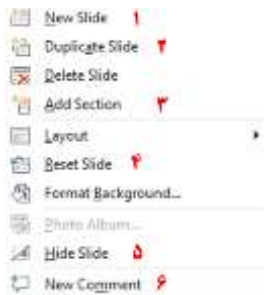 New Slide ۱
Duplicate Slide ۲
Delete Slide
Add Section ۳
Layout
Reset Slide ۴
Format Background...
Photo Album...
Hide Slide ۵
New Comment ۶